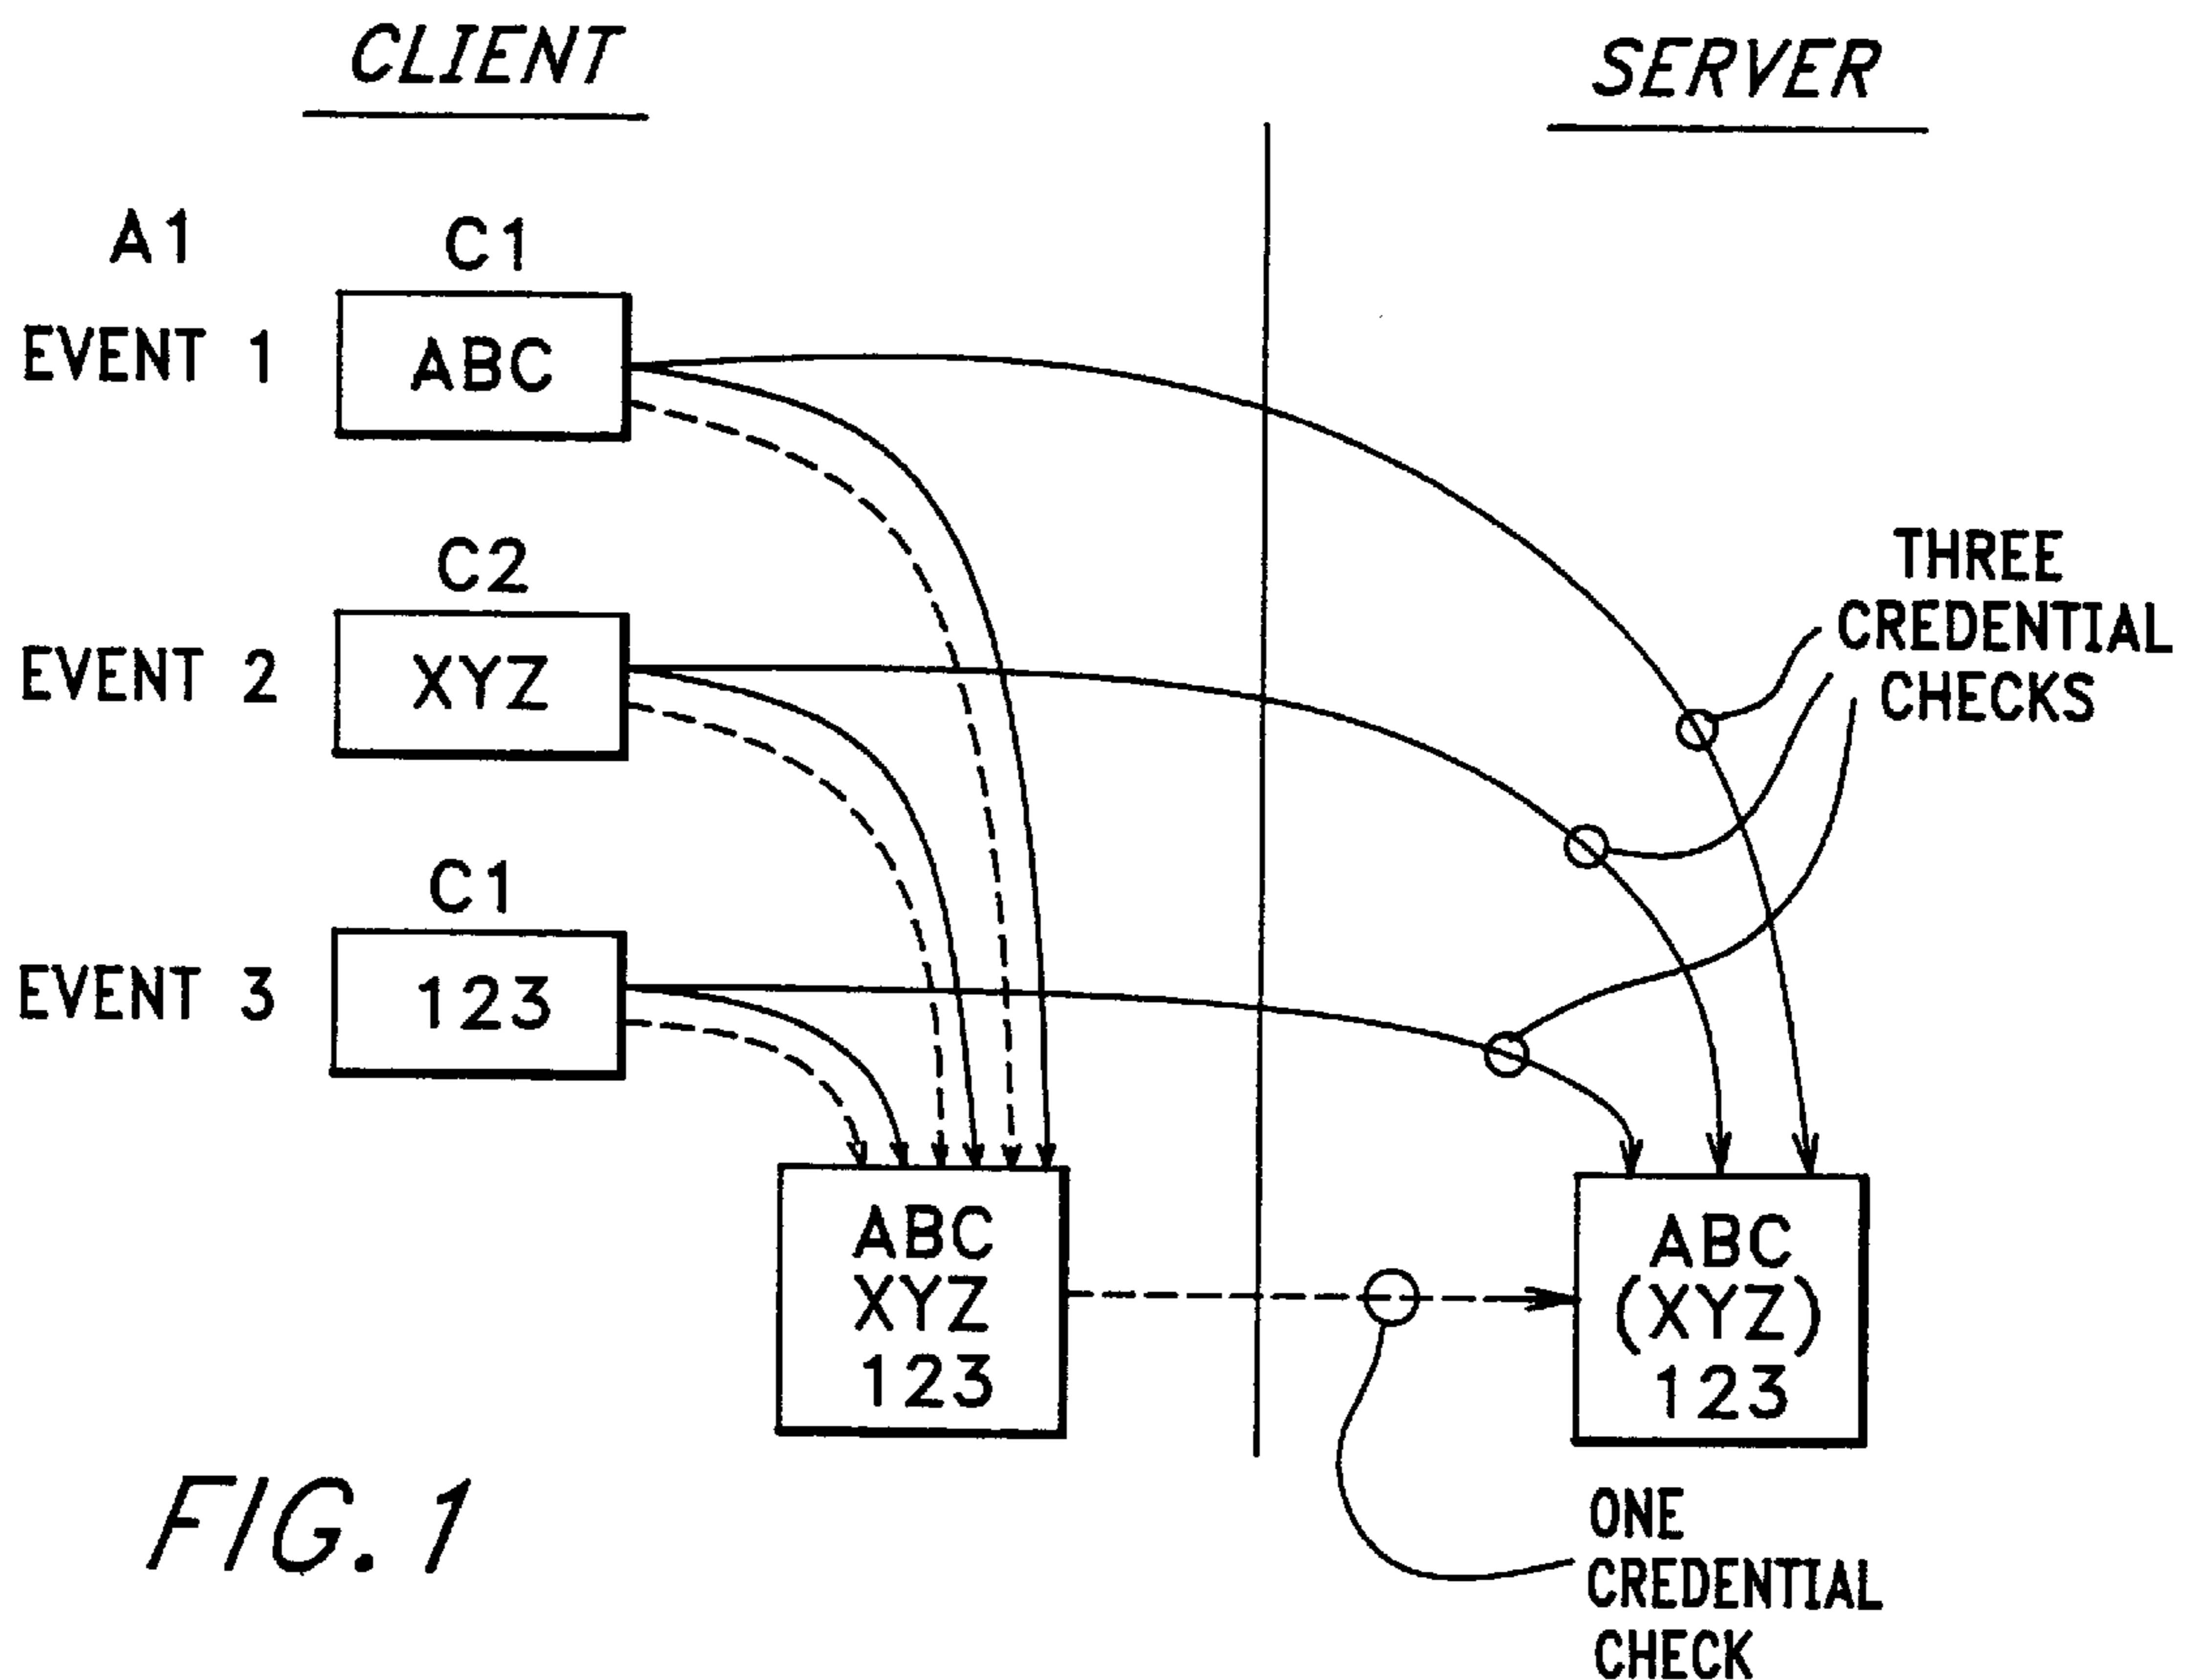 CLIENT
SERVER
A1
C1
EVENT 1
ABC
C2
EVENT 2
XYZ
THREE
CREDENTIAL
CHECKS
C1
EVENT 3
123
ABC
XYZ
123
ABC
(XYZ)
123
ONE
CREDENTIAL
CHECK
FIG. 1